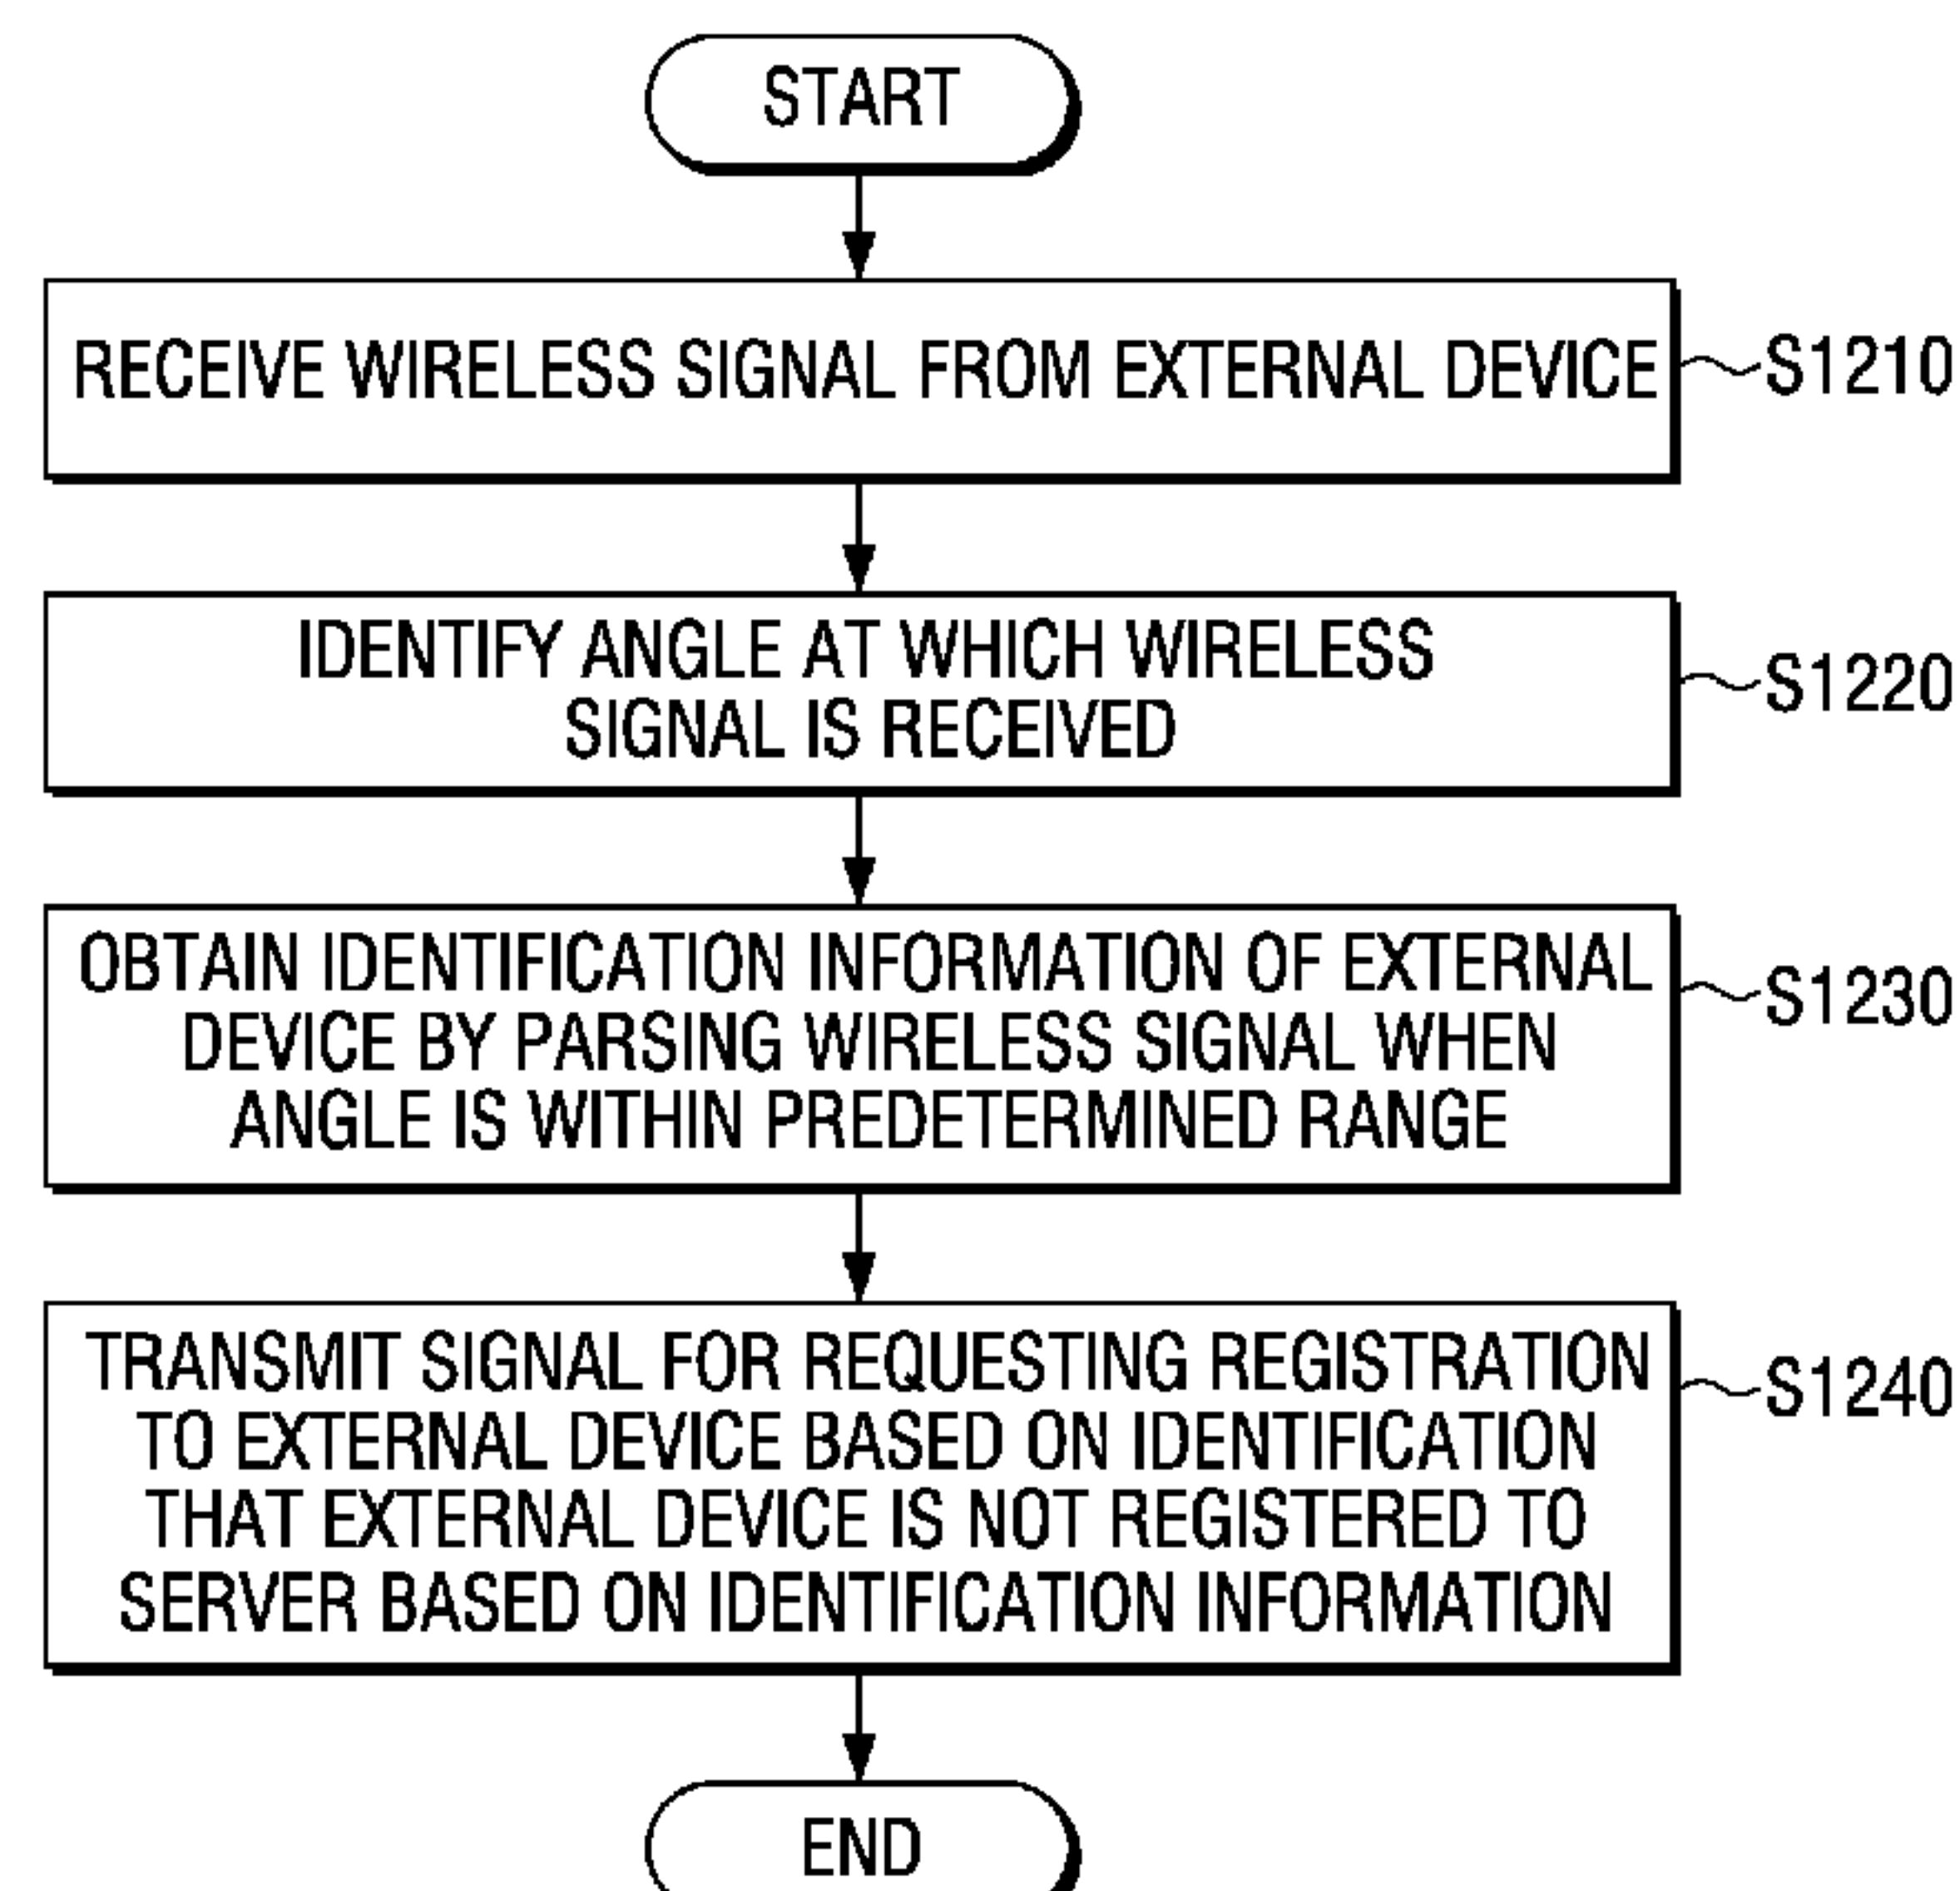 START
RECEIVE WIRELESS SIGNAL FROM EXTERNAL DEVICE
S1210
IDENTIFY ANGLE AT WHICH WIRELESS
SIGNAL IS RECEIVED
S1220
OBTAIN IDENTIFICATION INFORMATION OF EXTERNAL
DEVICE BY PARSING WIRELESS SIGNAL WHEN
ANGLE IS WITHIN PREDETERMINED RANGE
S1230
TRANSMIT SIGNAL FOR REQUESTING REGISTRATION
TO EXTERNAL DEVICE BASED ON IDENTIFICATION
THAT EXTERNAL DEVICE IS NOT REGISTERED TO
SERVER BASED ON IDENTIFICATION INFORMATION
S1240
END